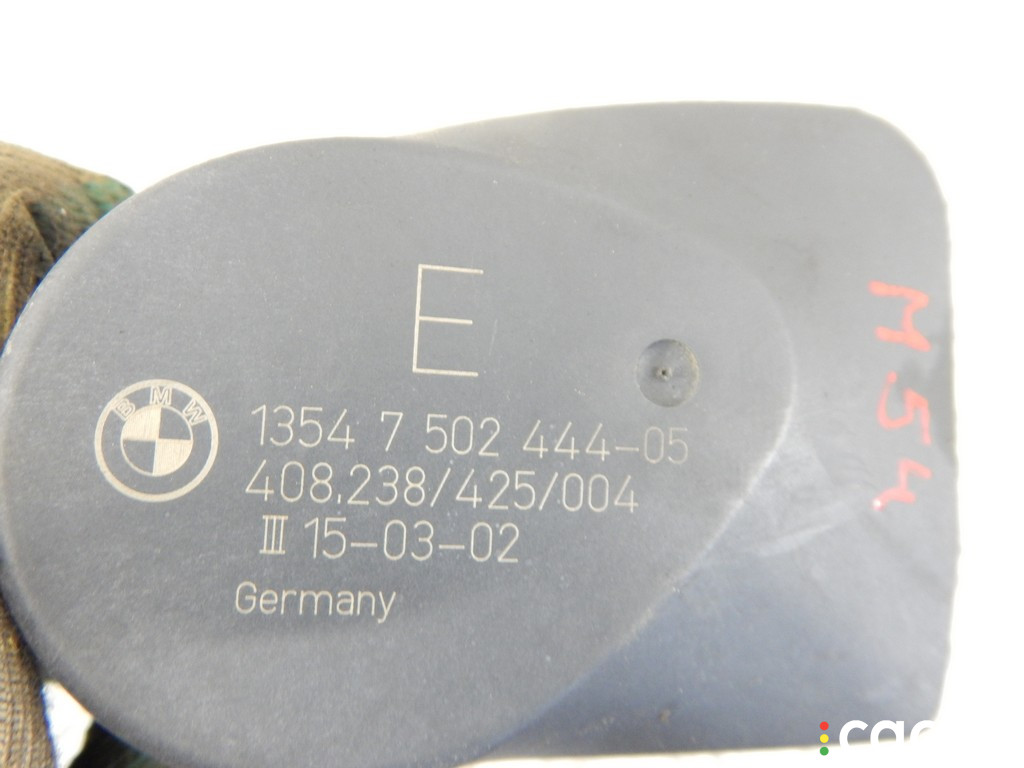 E
BMW
1354 7 502 444-05
408.238/425/004
III 15-03-02
Germany
M54